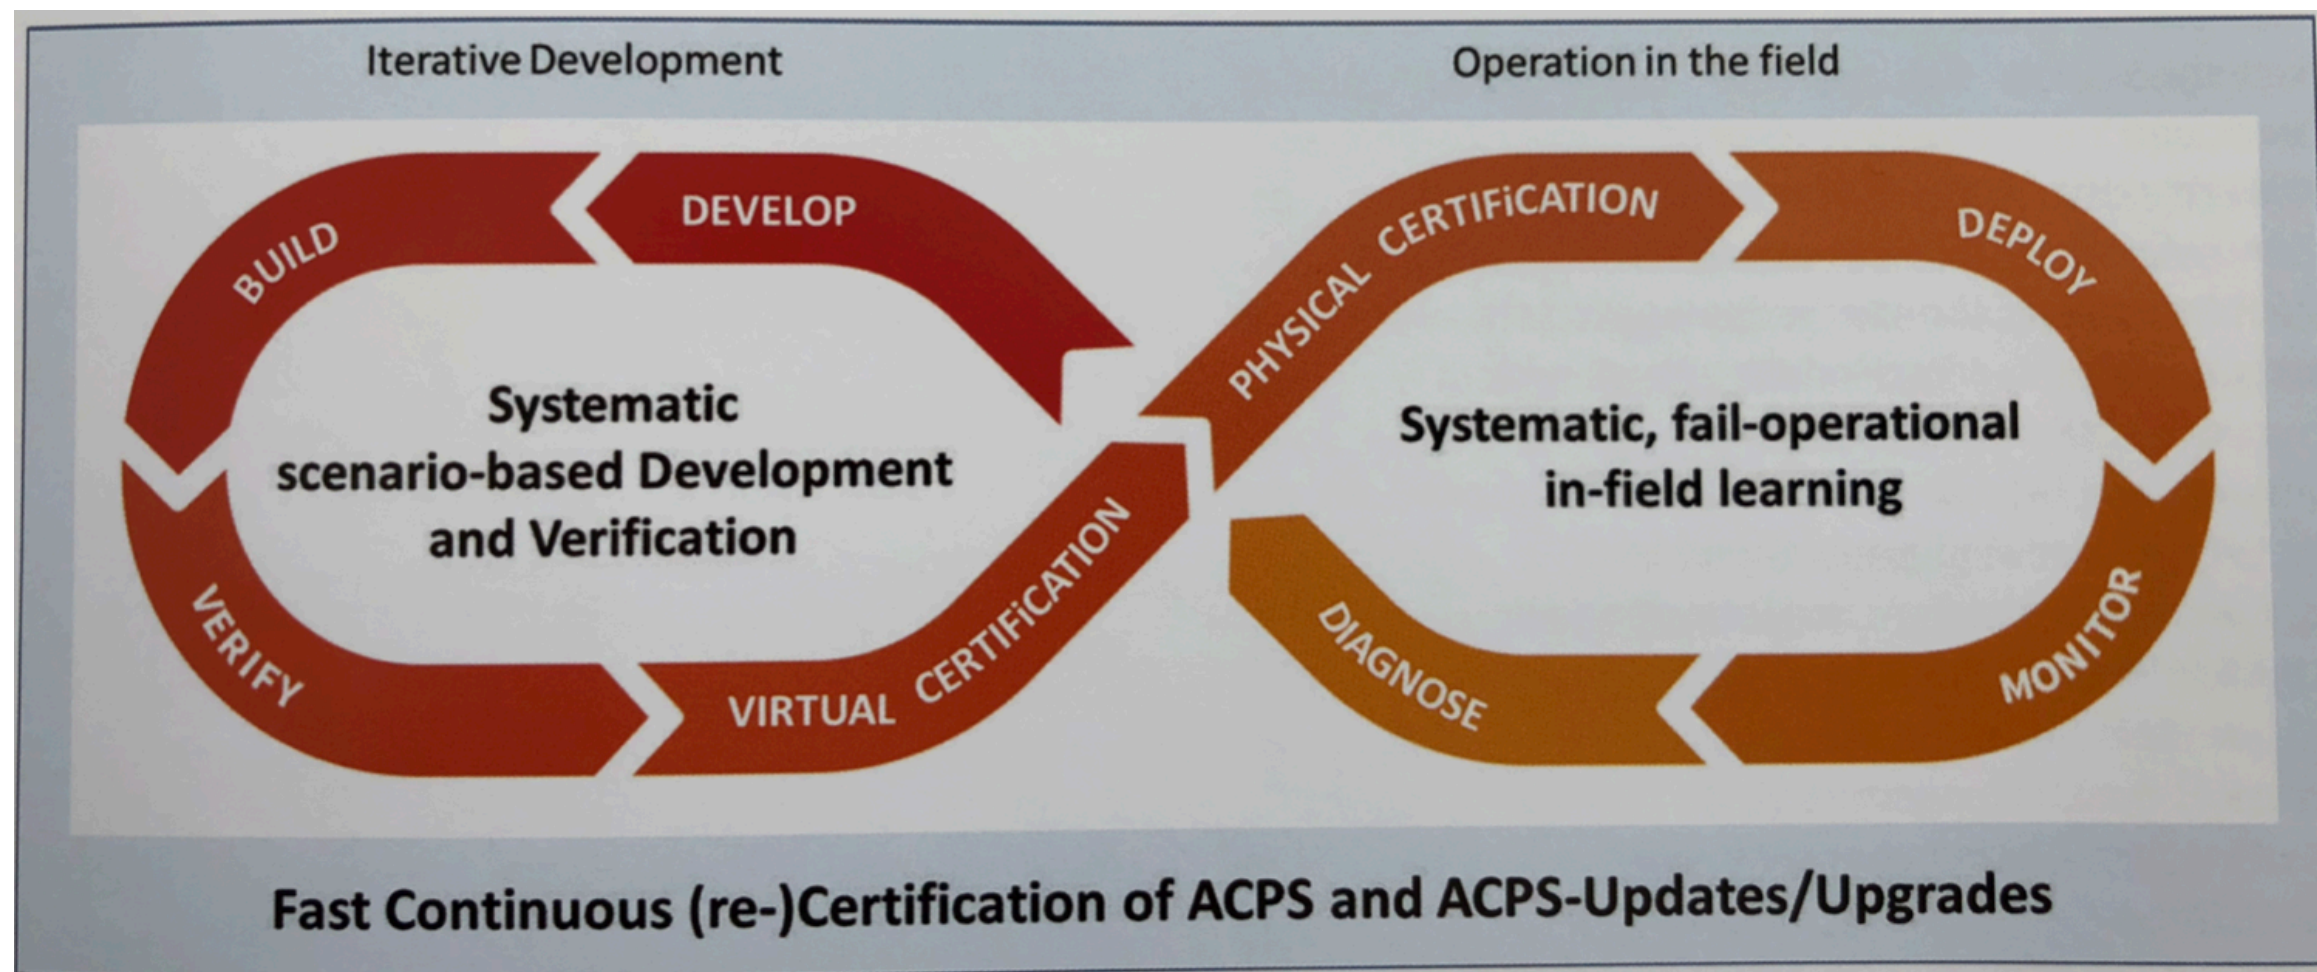 Iterative Development
Operation in the field
DEVELOP
BUILD
Systematic
scenario-based Development
and Verification
VERIFY
VIRTUAL CERTIFiCATION
PHYSICAL CERTIFiCATION
DEPLOY
Systematic, fail-operational
in-field learning
MONITOR
DIAGNOSE
Fast Continuous (re-)Certification of ACPS and ACPS-Updates/Upgrades